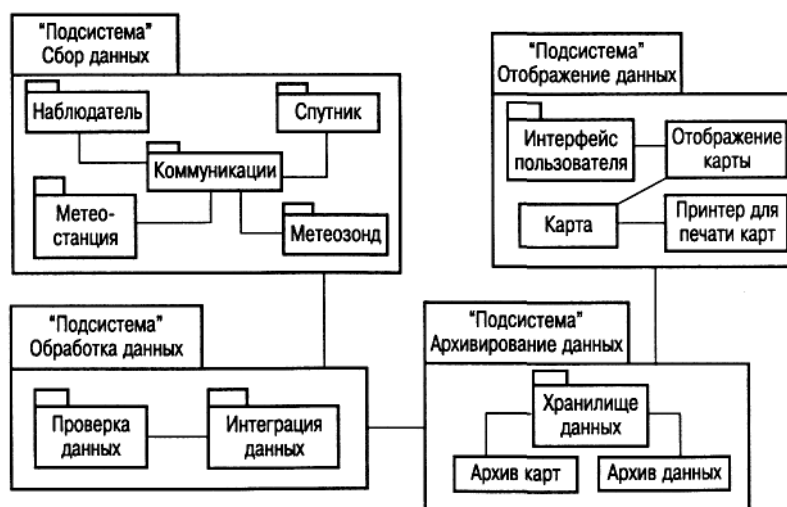 "Подсистема"
Сбор данных
Наблюдатель
Спутник
Коммуникации
Метео-
станция
Метеозонд
"Подсистема"
Отображение данных
Интерфейс
пользователя
Отображение
карты
Карта
Принтер для
печати карт
"Подсистема"
Обработка данных
Проверка
данных
Интеграция
данных
"Подсистема"
Архивирование данных
Хранилище
данных
Архив карт
Архив данных